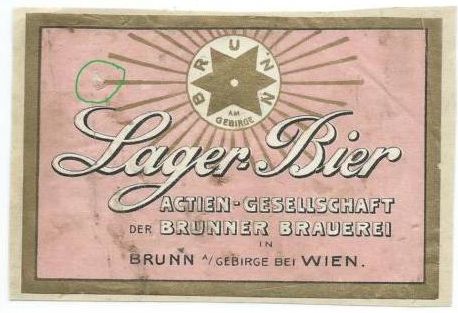 BRUNN
AM
GEBIRGE
Lager-Bier
ACTIEN-GESELLSCHAFT
DER BRUNNER BRAUEREI
IN
BRUNN A/GEBIRGE BEI WIEN.